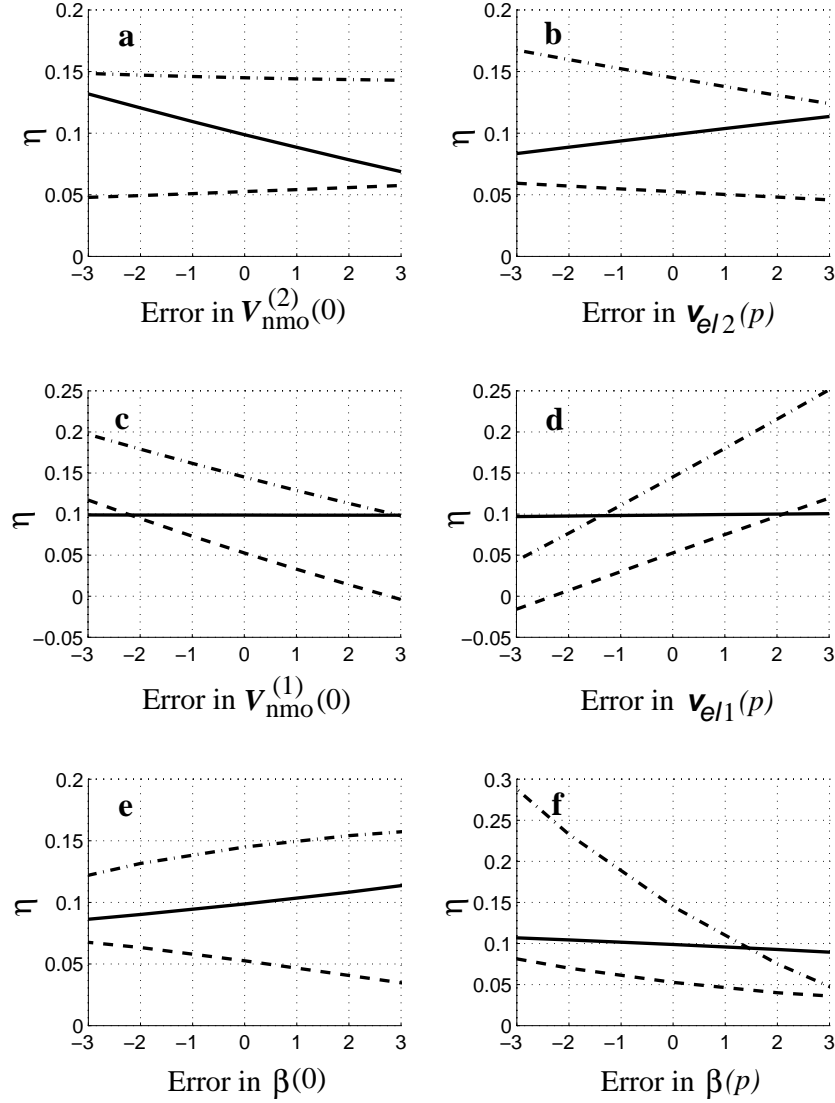 0.2
a
0.15
0.1
η
0.05
0
−3 −2 −1 0 1 2 3
Error in V_nmo^(2)(0)
0.2
b
0.15
0.1
η
0.05
0
−3 −2 −1 0 1 2 3
Error in v_el2(p)
0.25
c
0.2
0.15
0.1
η
0.05
0
−0.05
−3 −2 −1 0 1 2 3
Error in V_nmo^(1)(0)
0.25
d
0.2
0.15
0.1
η
0.05
0
−0.05
−3 −2 −1 0 1 2 3
Error in v_el1(p)
0.2
e
0.15
0.1
η
0.05
0
−3 −2 −1 0 1 2 3
Error in β(0)
0.3
f
0.25
0.2
0.15
0.1
η
0.05
0
−3 −2 −1 0 1 2 3
Error in β(p)